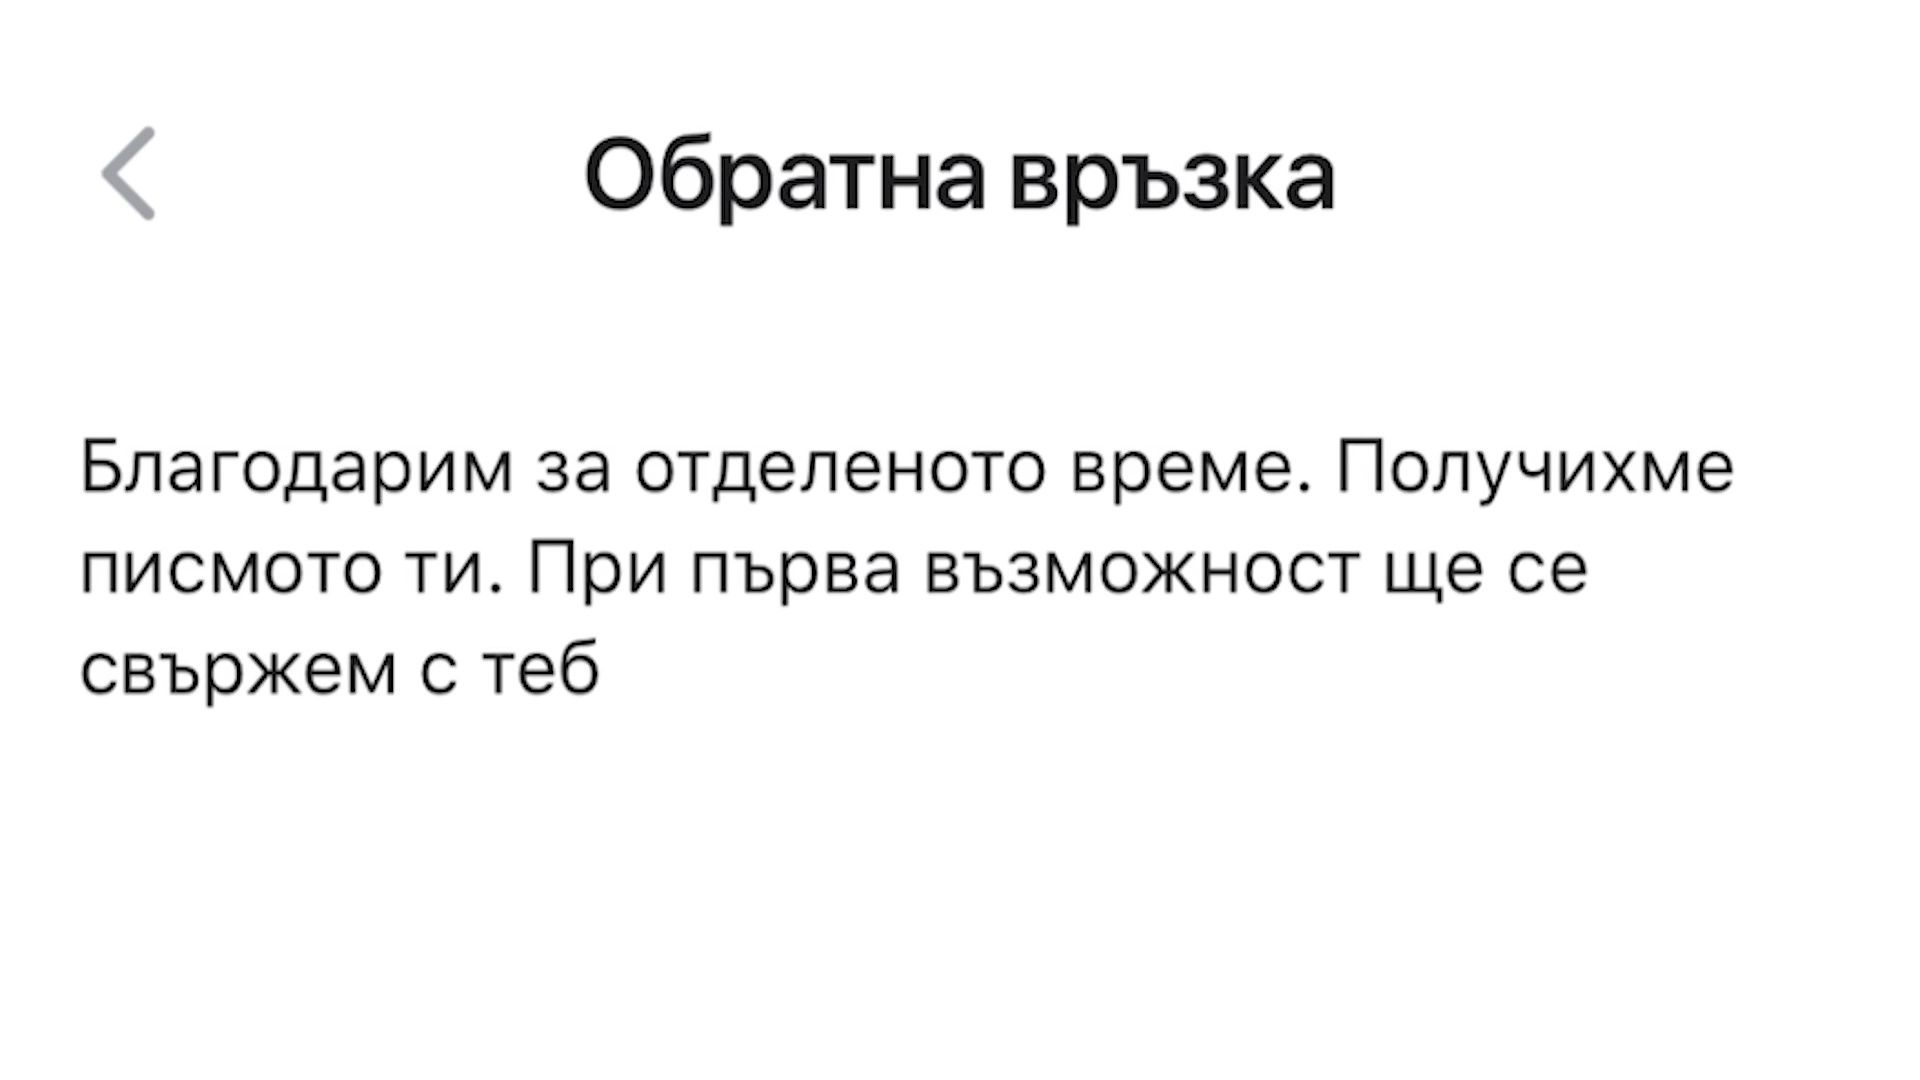 Обратна връзка
Благодарим за отделеното време. Получихме
писмото ти. При първа възможност ще се
свържем с теб